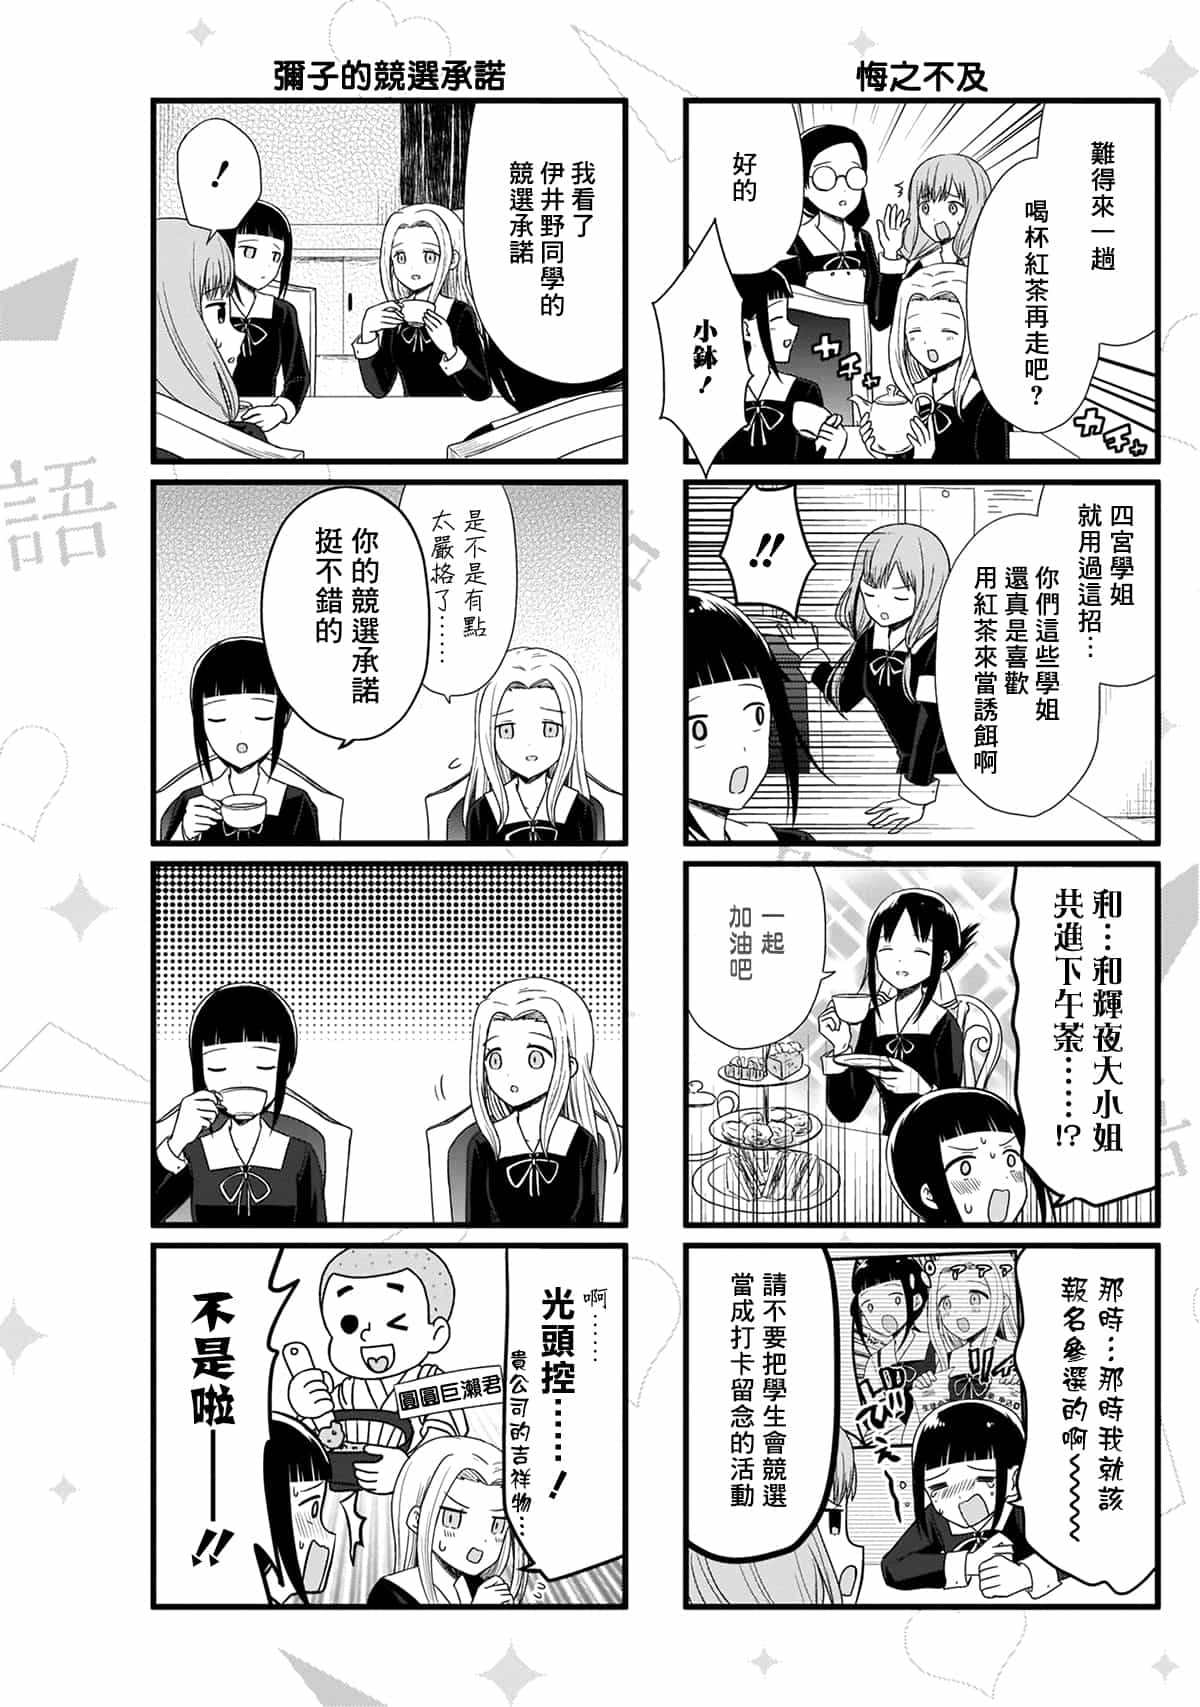 悔之不及
難得來一趟
喝杯紅茶再走吧？
好的
小鉢！
カチャ
カチャ
四宮學姐
就用過這招…
你們這些學姐
還真是喜歡
用紅茶來當誘餌啊
!!
和…和輝夜大小姐
共進下午茶……!?
一起
加油吧
那時…那時我就該
報名參選的啊～～～
請不要把學生會競選
當成打卡留念的活動
彌子的競選承諾
我看了
伊井野同學的
競選承諾
！
是不是有點
太嚴格了……
你的競選承諾
挺不錯的
啊……
光頭控……！
貴公司的吉祥物…
圓圓巨瀨君
不是啦——!!
語